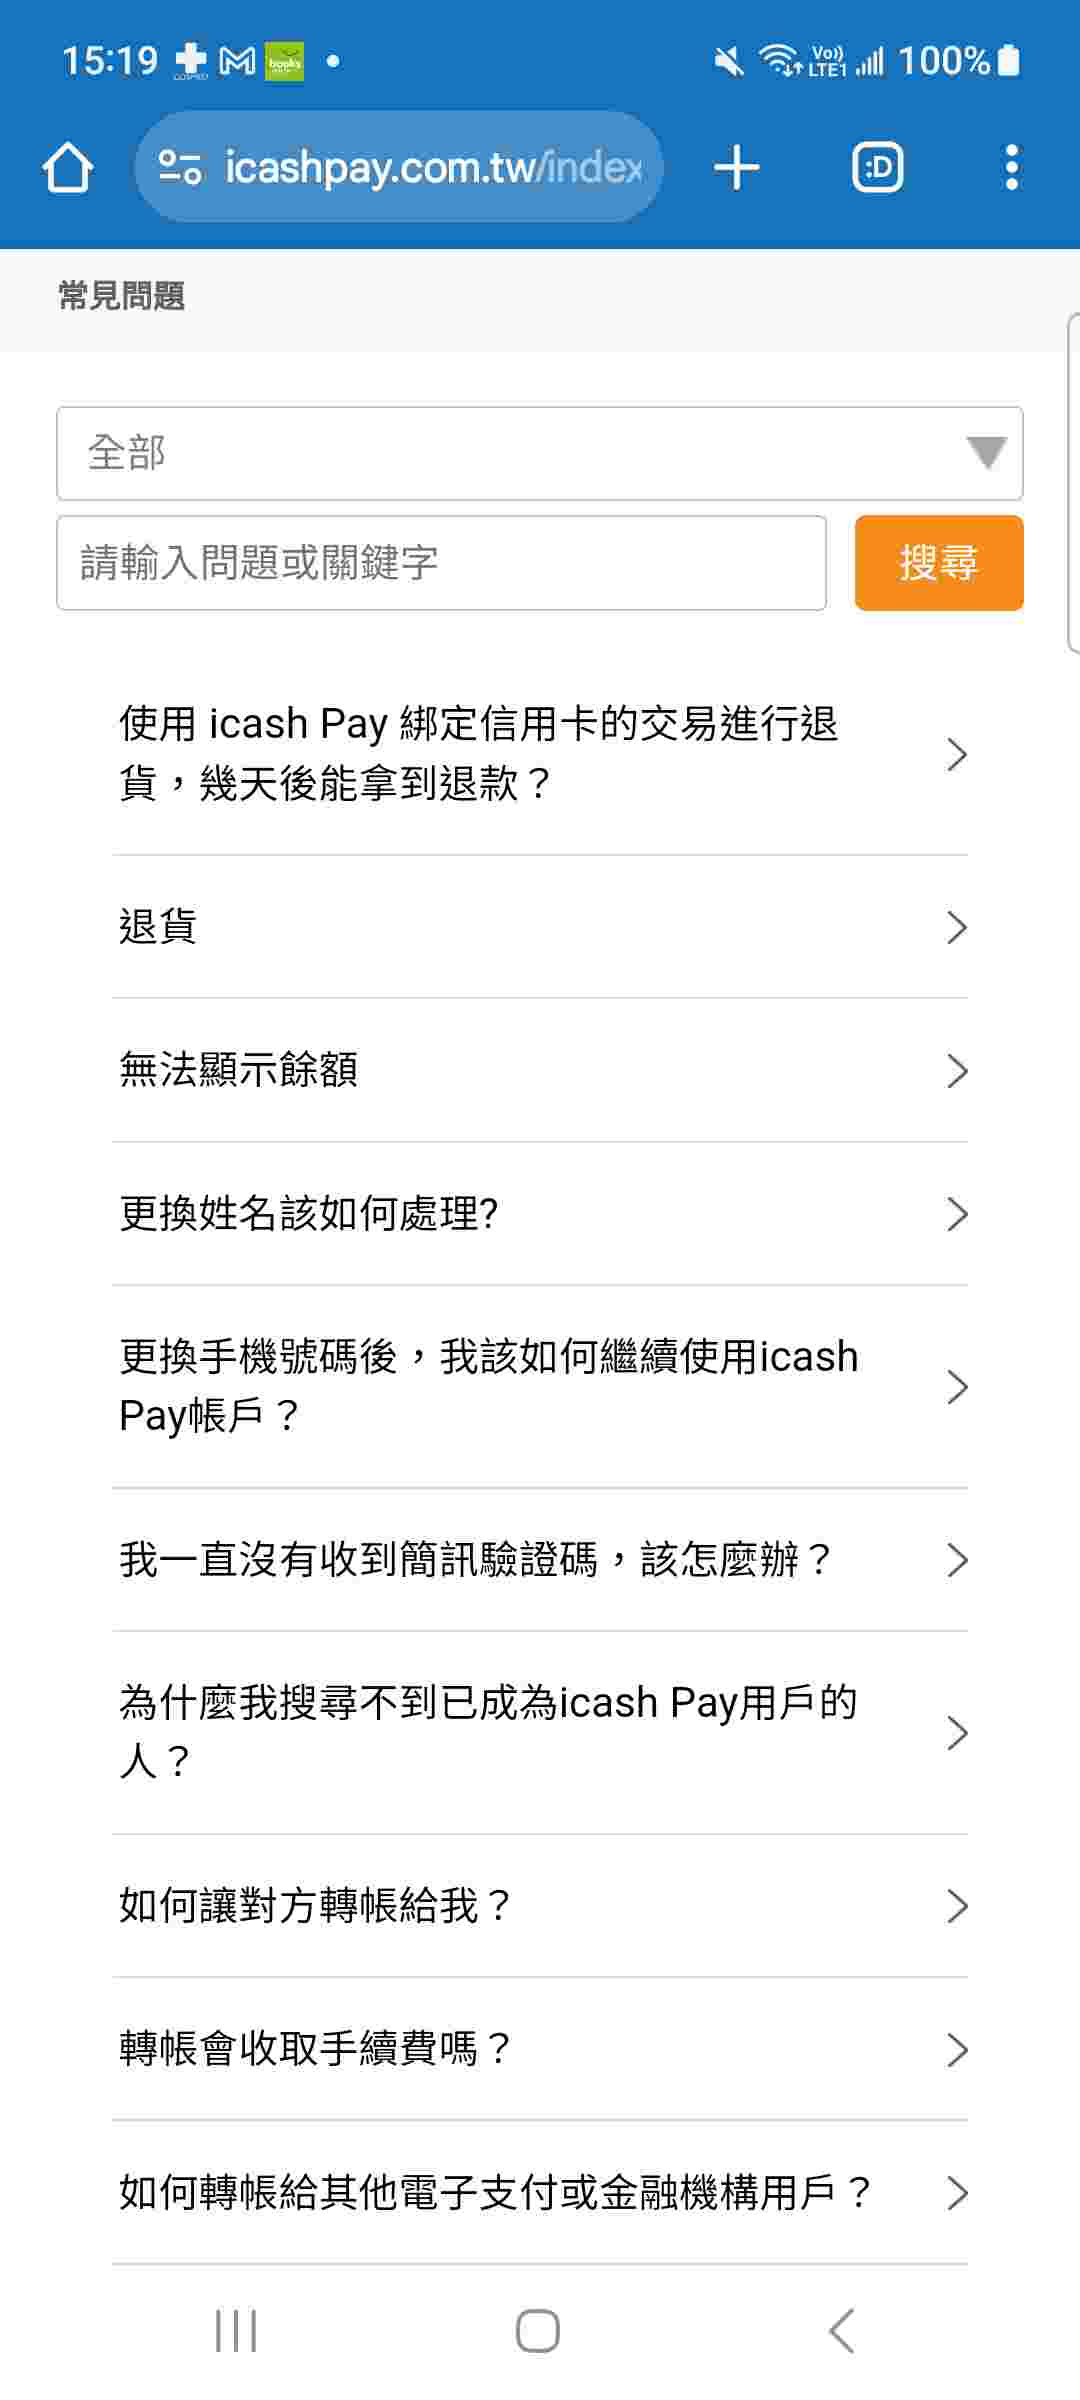 15:19
books
Vo))
LTE1
100%
icashpay.com.tw/index
:D
常見問題
全部
請輸入問題或關鍵字
搜尋
使用 icash Pay 綁定信用卡的交易進行退
貨，幾天後能拿到退款？
退貨
無法顯示餘額
更換姓名該如何處理?
更換手機號碼後，我該如何繼續使用icash
Pay帳戶？
我一直沒有收到簡訊驗證碼，該怎麼辦？
為什麼我搜尋不到已成為icash Pay用戶的
人？
如何讓對方轉帳給我？
轉帳會收取手續費嗎？
如何轉帳給其他電子支付或金融機構用戶？